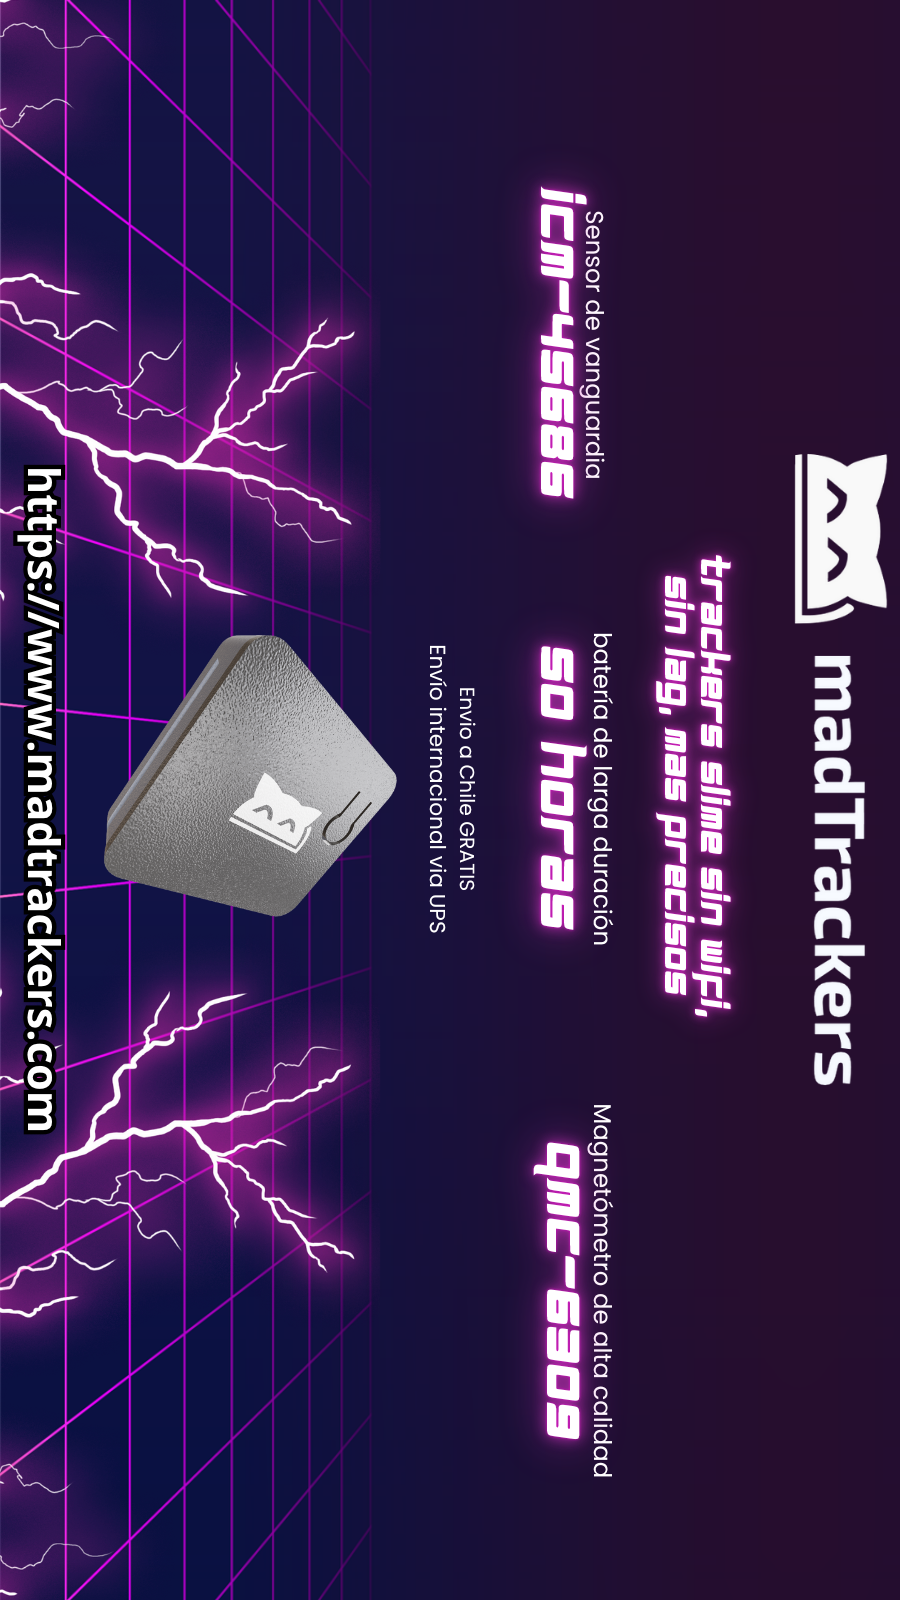 madTrackers
trackers slime sin wifi,
sin lag, mas precisos
Sensor de vanguardia
icm-45686
batería de larga duración
50 horas
Magnetómetro de alta calidad
qmc-6309
Envio a Chile GRATIS
Envío internacional via UPS
https://www.madtrackers.com